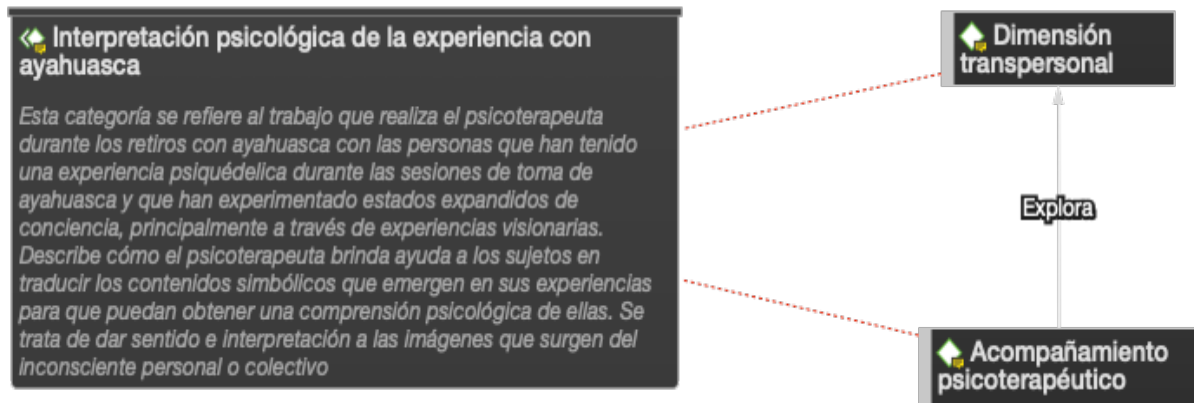 Interpretación psicológica de la experiencia con
ayahuasca
Esta categoría se refiere al trabajo que realiza el psicoterapeuta
durante los retiros con ayahuasca con las personas que han tenido
una experiencia psiquédelica durante las sesiones de toma de
ayahuasca y que han experimentado estados expandidos de
conciencia, principalmente a través de experiencias visionarias.
Describe cómo el psicoterapeuta brinda ayuda a los sujetos en
traducir los contenidos simbólicos que emergen en sus experiencias
para que puedan obtener una comprensión psicológica de ellas. Se
trata de dar sentido e interpretación a las imágenes que surgen del
inconsciente personal o colectivo
Dimensión
transpersonal
Explora
Acompañamiento
psicoterapéutico